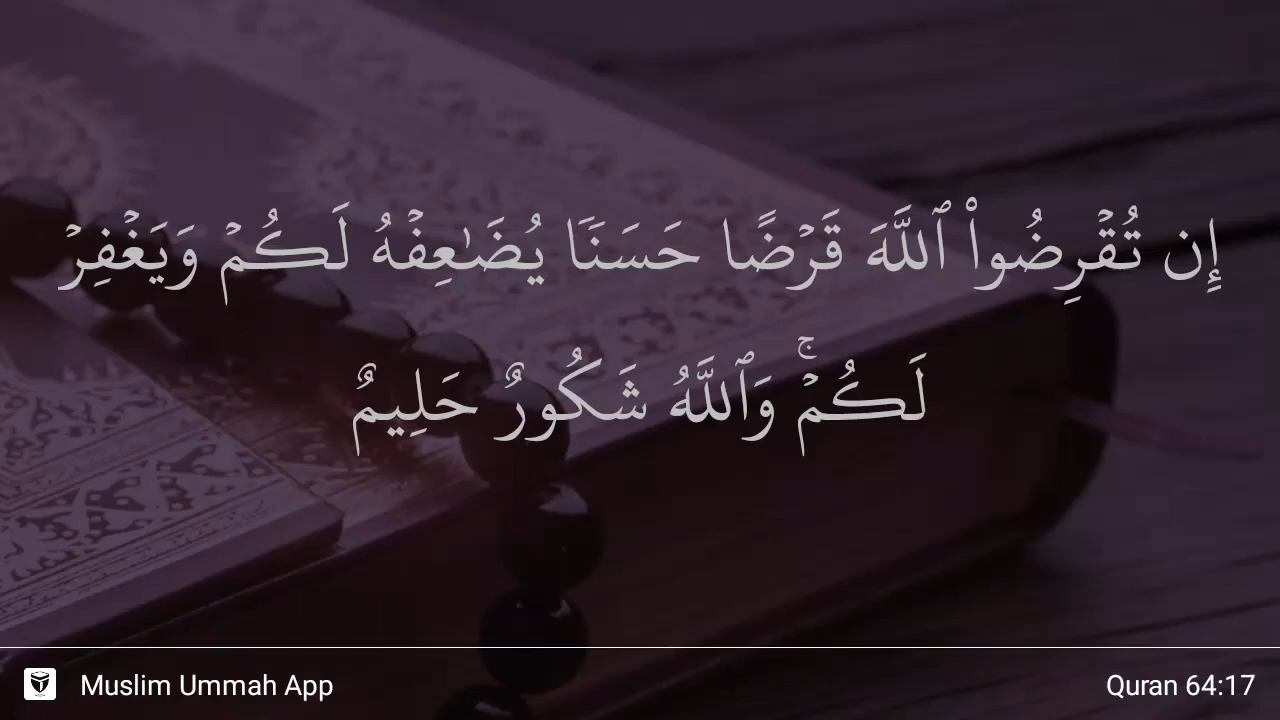 إِن تُقۡرِضُواْ ٱللَّهَ قَرۡضًا حَسَنٗا يُضَٰعِفۡهُ لَكُمۡ وَيَغۡفِرۡ
لَكُمۡۚ وَٱللَّهُ شَكُورٌ حَلِيمٌ
Muslim Ummah App
Quran 64:17